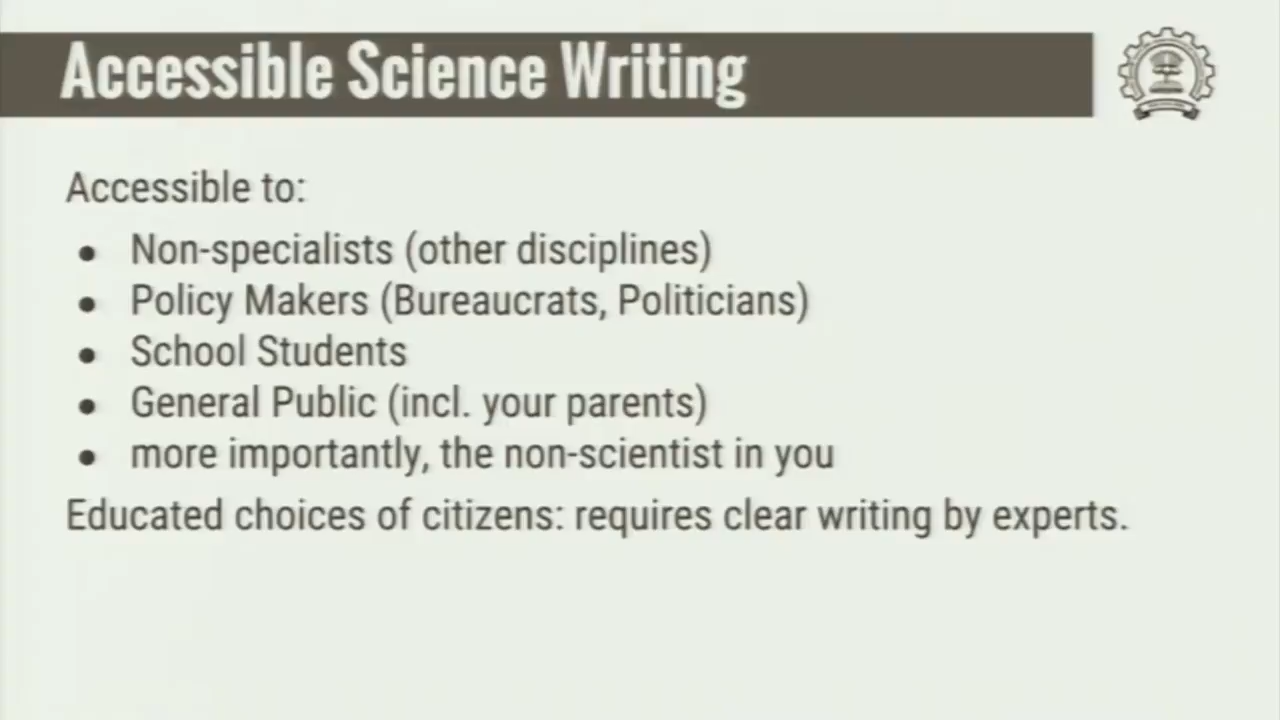 Accessible Science Writing
Accessible to:
● Non-specialists (other disciplines)
● Policy Makers (Bureaucrats, Politicians)
● School Students
● General Public (incl. your parents)
● more importantly, the non-scientist in you
Educated choices of citizens: requires clear writing by experts.